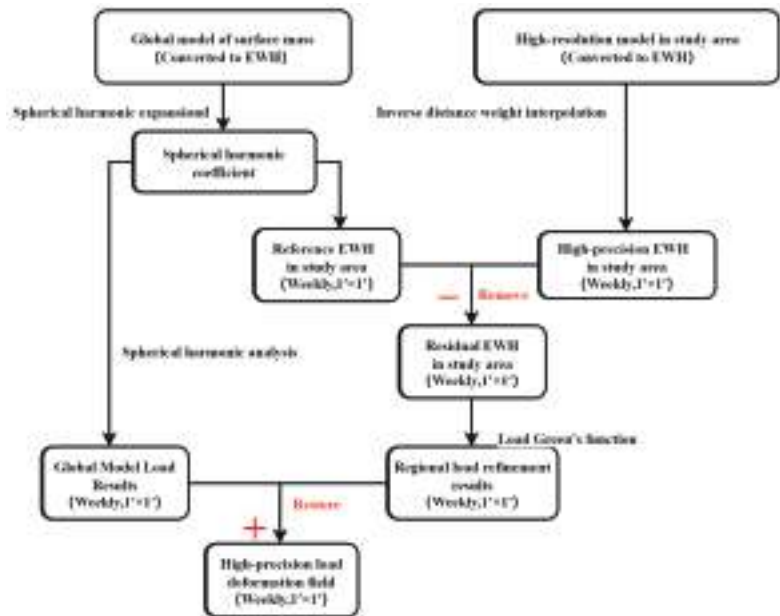 Global model of surface mass
(Converted to EWH)
High-resolution model in study area
(Converted to EWH)
Spherical harmonic expansiond
Inverse distance weight interpolation
Spherical harmonic
coefficient
Reference EWH
in study area
(Weekly,1'×1')
High-precision EWH
in study area
(Weekly,1'×1')
− Remove
Residual EWH
in study area
(Weekly,1'×1')
Spherical harmonic analysis
Load Green's function
Global Model Load
Results
(Weekly,1'×1')
Regional load refinement
results
(Weekly,1'×1')
+ Restore
High-precision load
deformation field
(Weekly,1'×1')